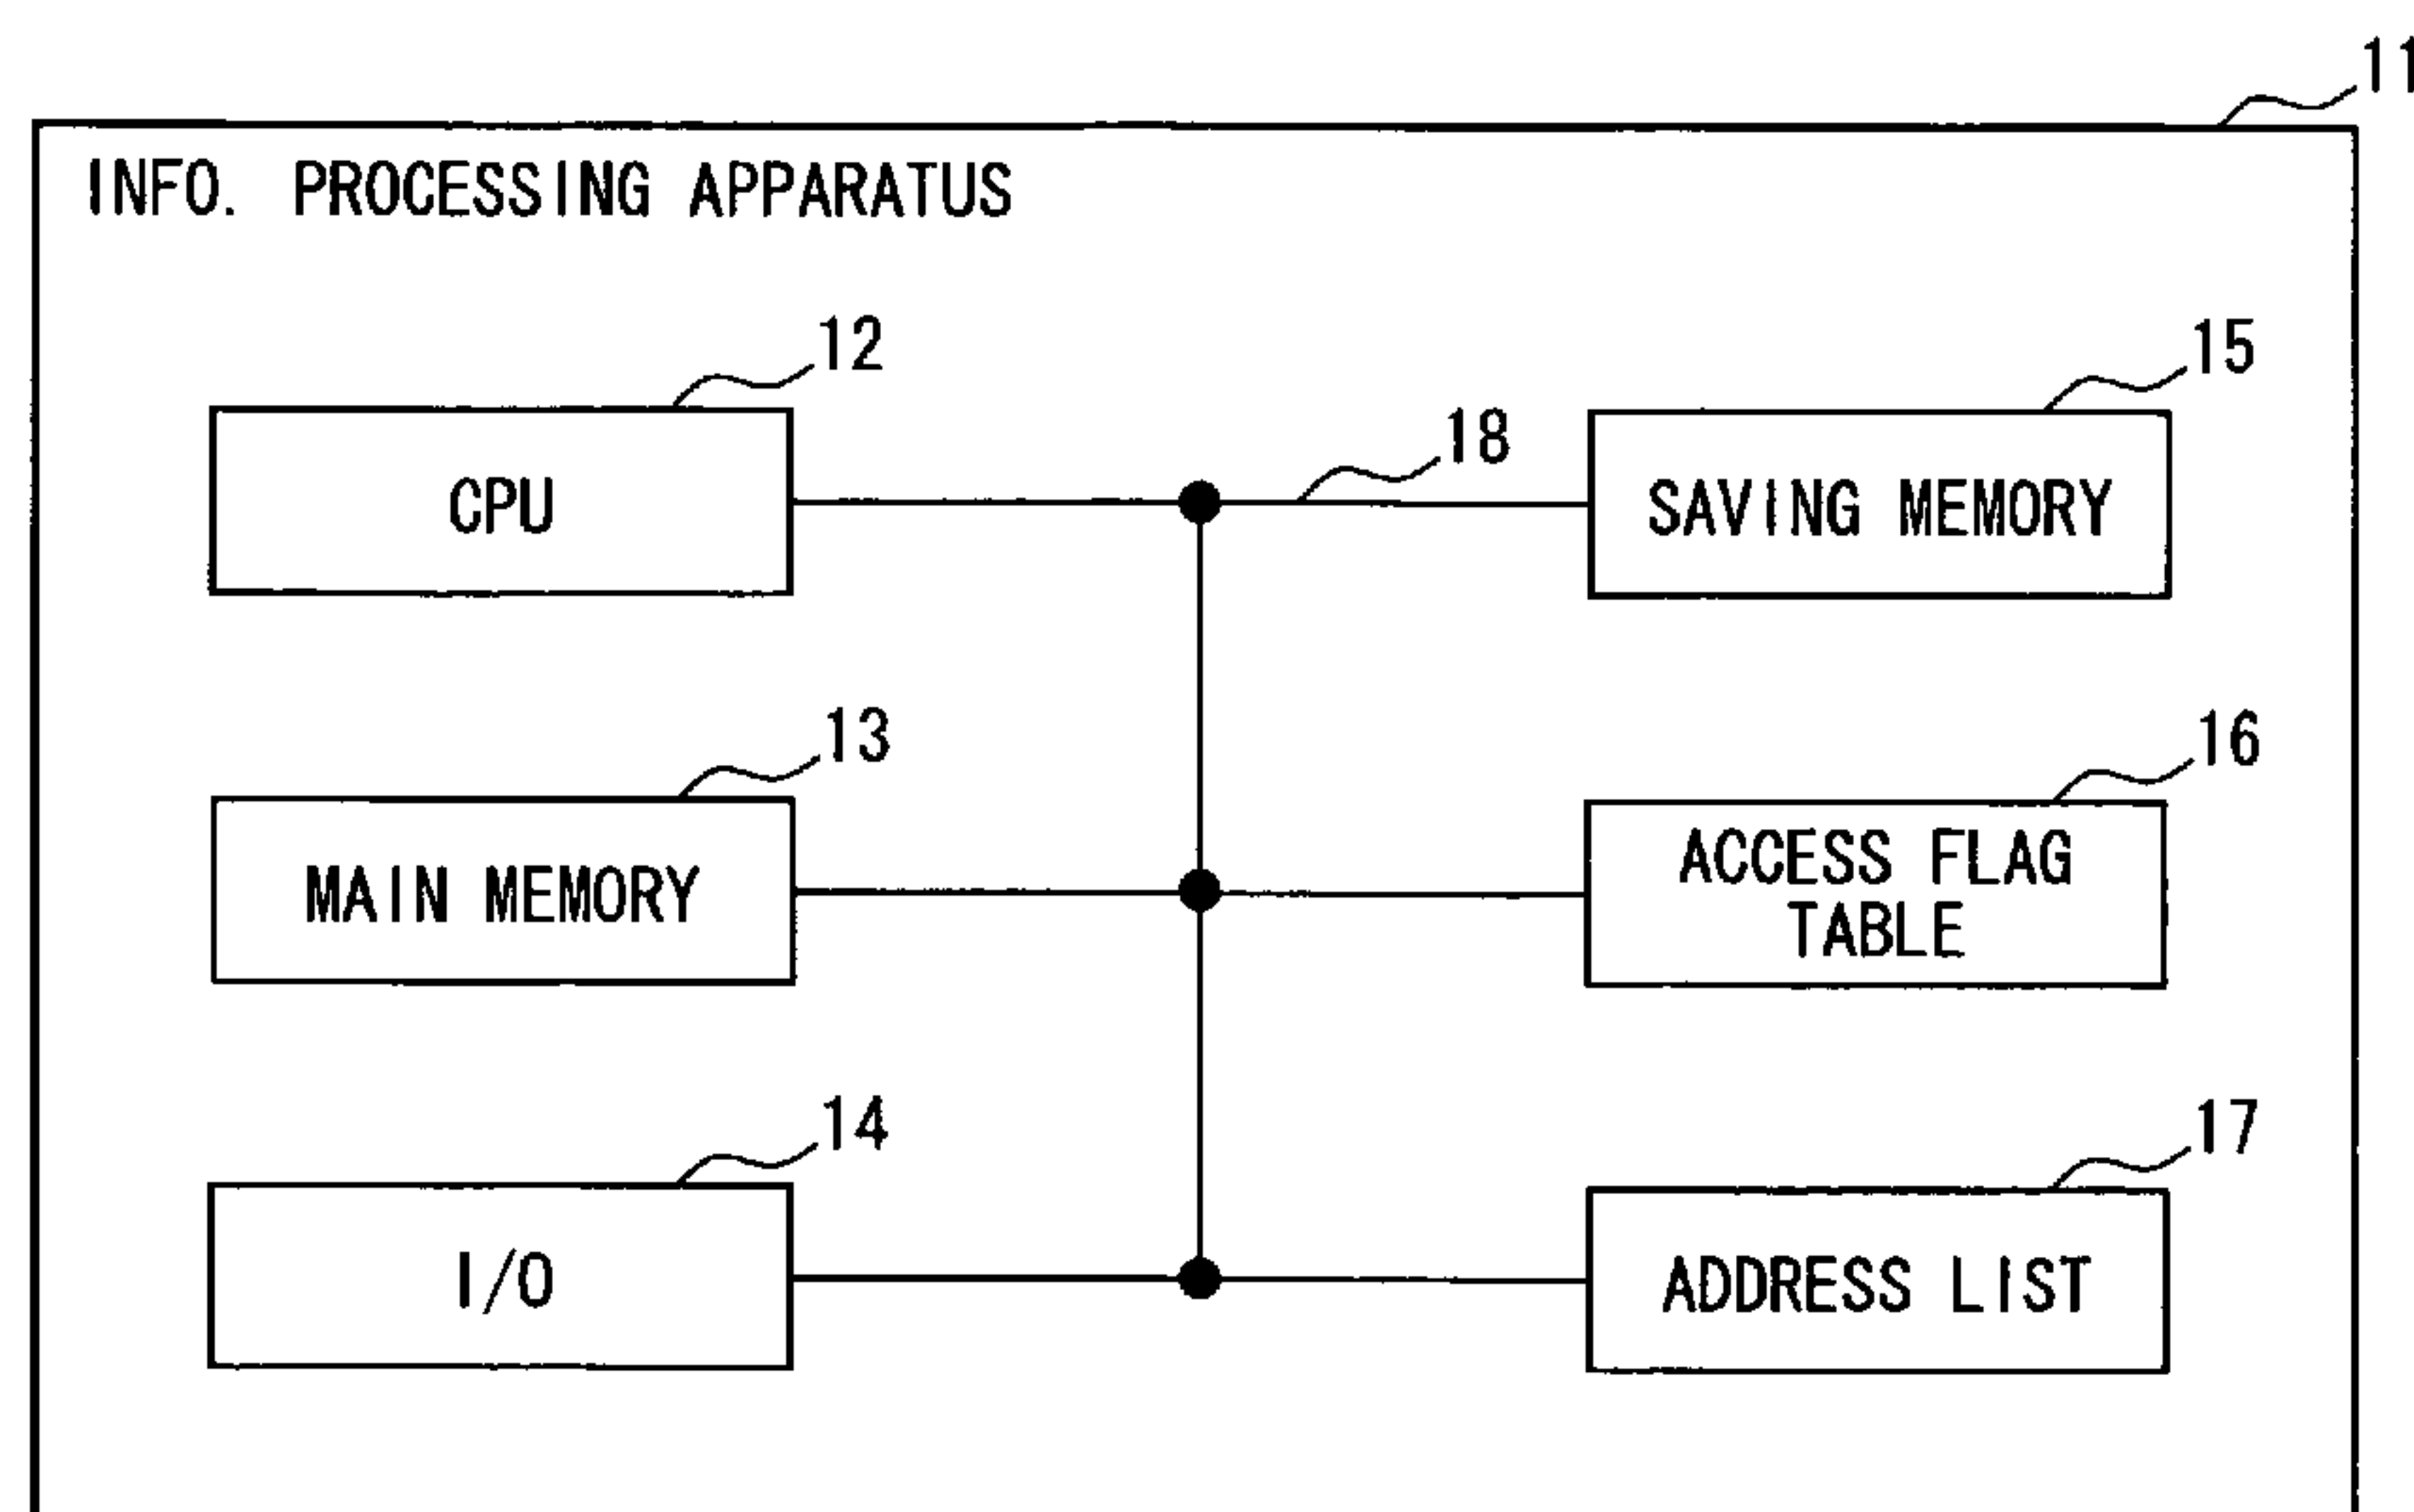 11
INFO. PROCESSING APPARATUS
12
15
18
CPU
SAVING MEMORY
13
16
MAIN MEMORY
ACCESS FLAG
TABLE
14
17
I/O
ADDRESS LIST